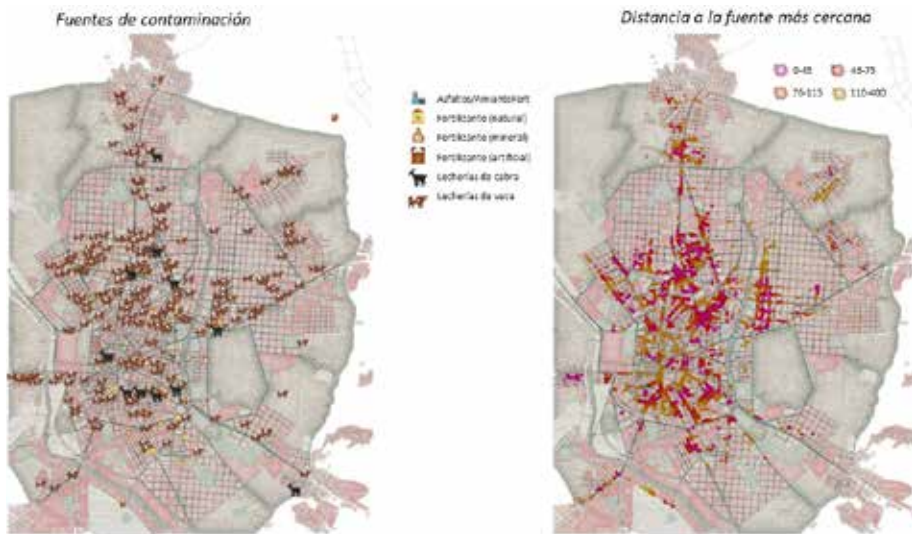 Fuentes de contaminación
Distancia a la fuente más cercana
0-45
45-75
76-115
110-400
Fertilizante (natural)
Fertilizante (mineral)
Fertilizante (artificial)
Lecherías de cabra
Lecherías de vaca